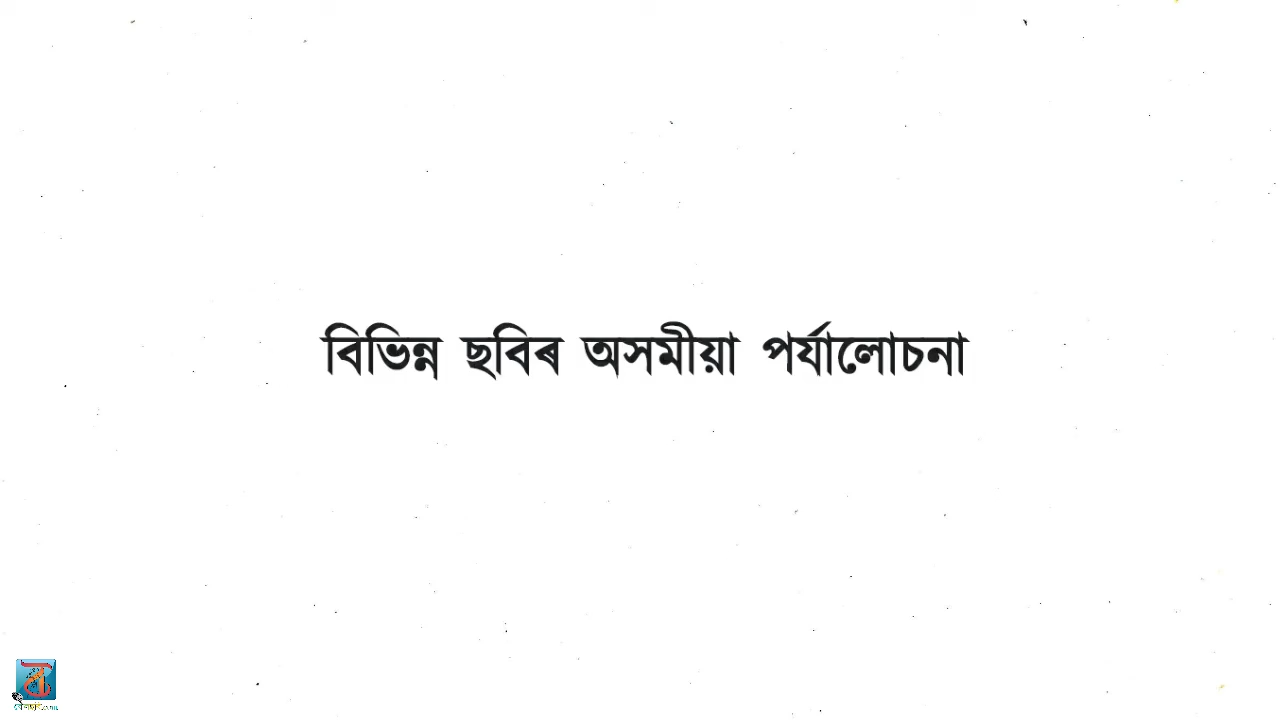 বিভিন্ন ছবিৰ অসমীয়া পৰ্যালোচনা